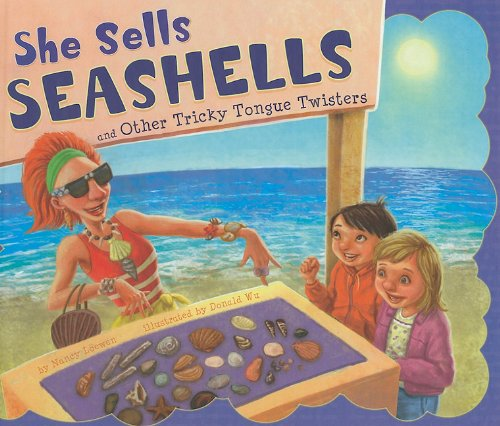 She Sells
SEASHELLS
and Other Tricky Tongue Twisters
by Nancy Loewen
illustrated by Donald Wu